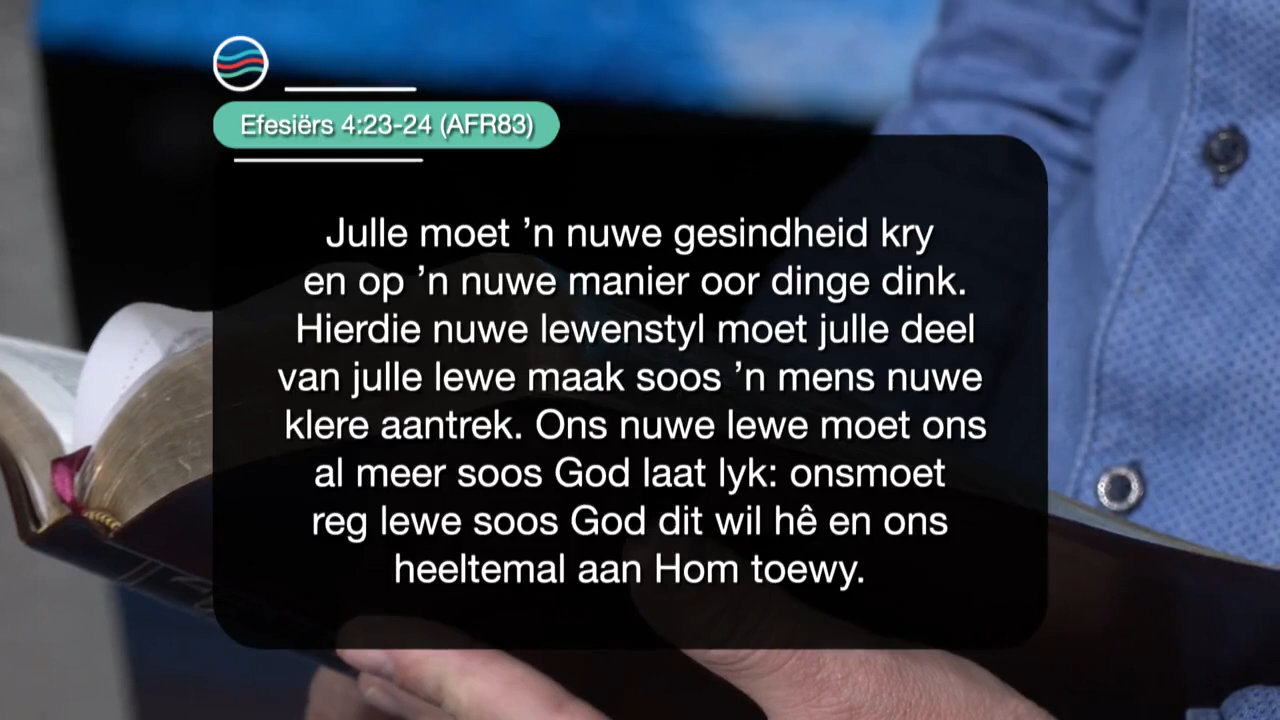 Efesiërs 4:23-24 (AFR83)
Julle moet ’n nuwe gesindheid kry
en op ’n nuwe manier oor dinge dink.
Hierdie nuwe lewenstyl moet julle deel
van julle lewe maak soos ’n mens nuwe
klere aantrek. Ons nuwe lewe moet ons
al meer soos God laat lyk: onsmoet
reg lewe soos God dit wil hê en ons
heeltemal aan Hom toewy.